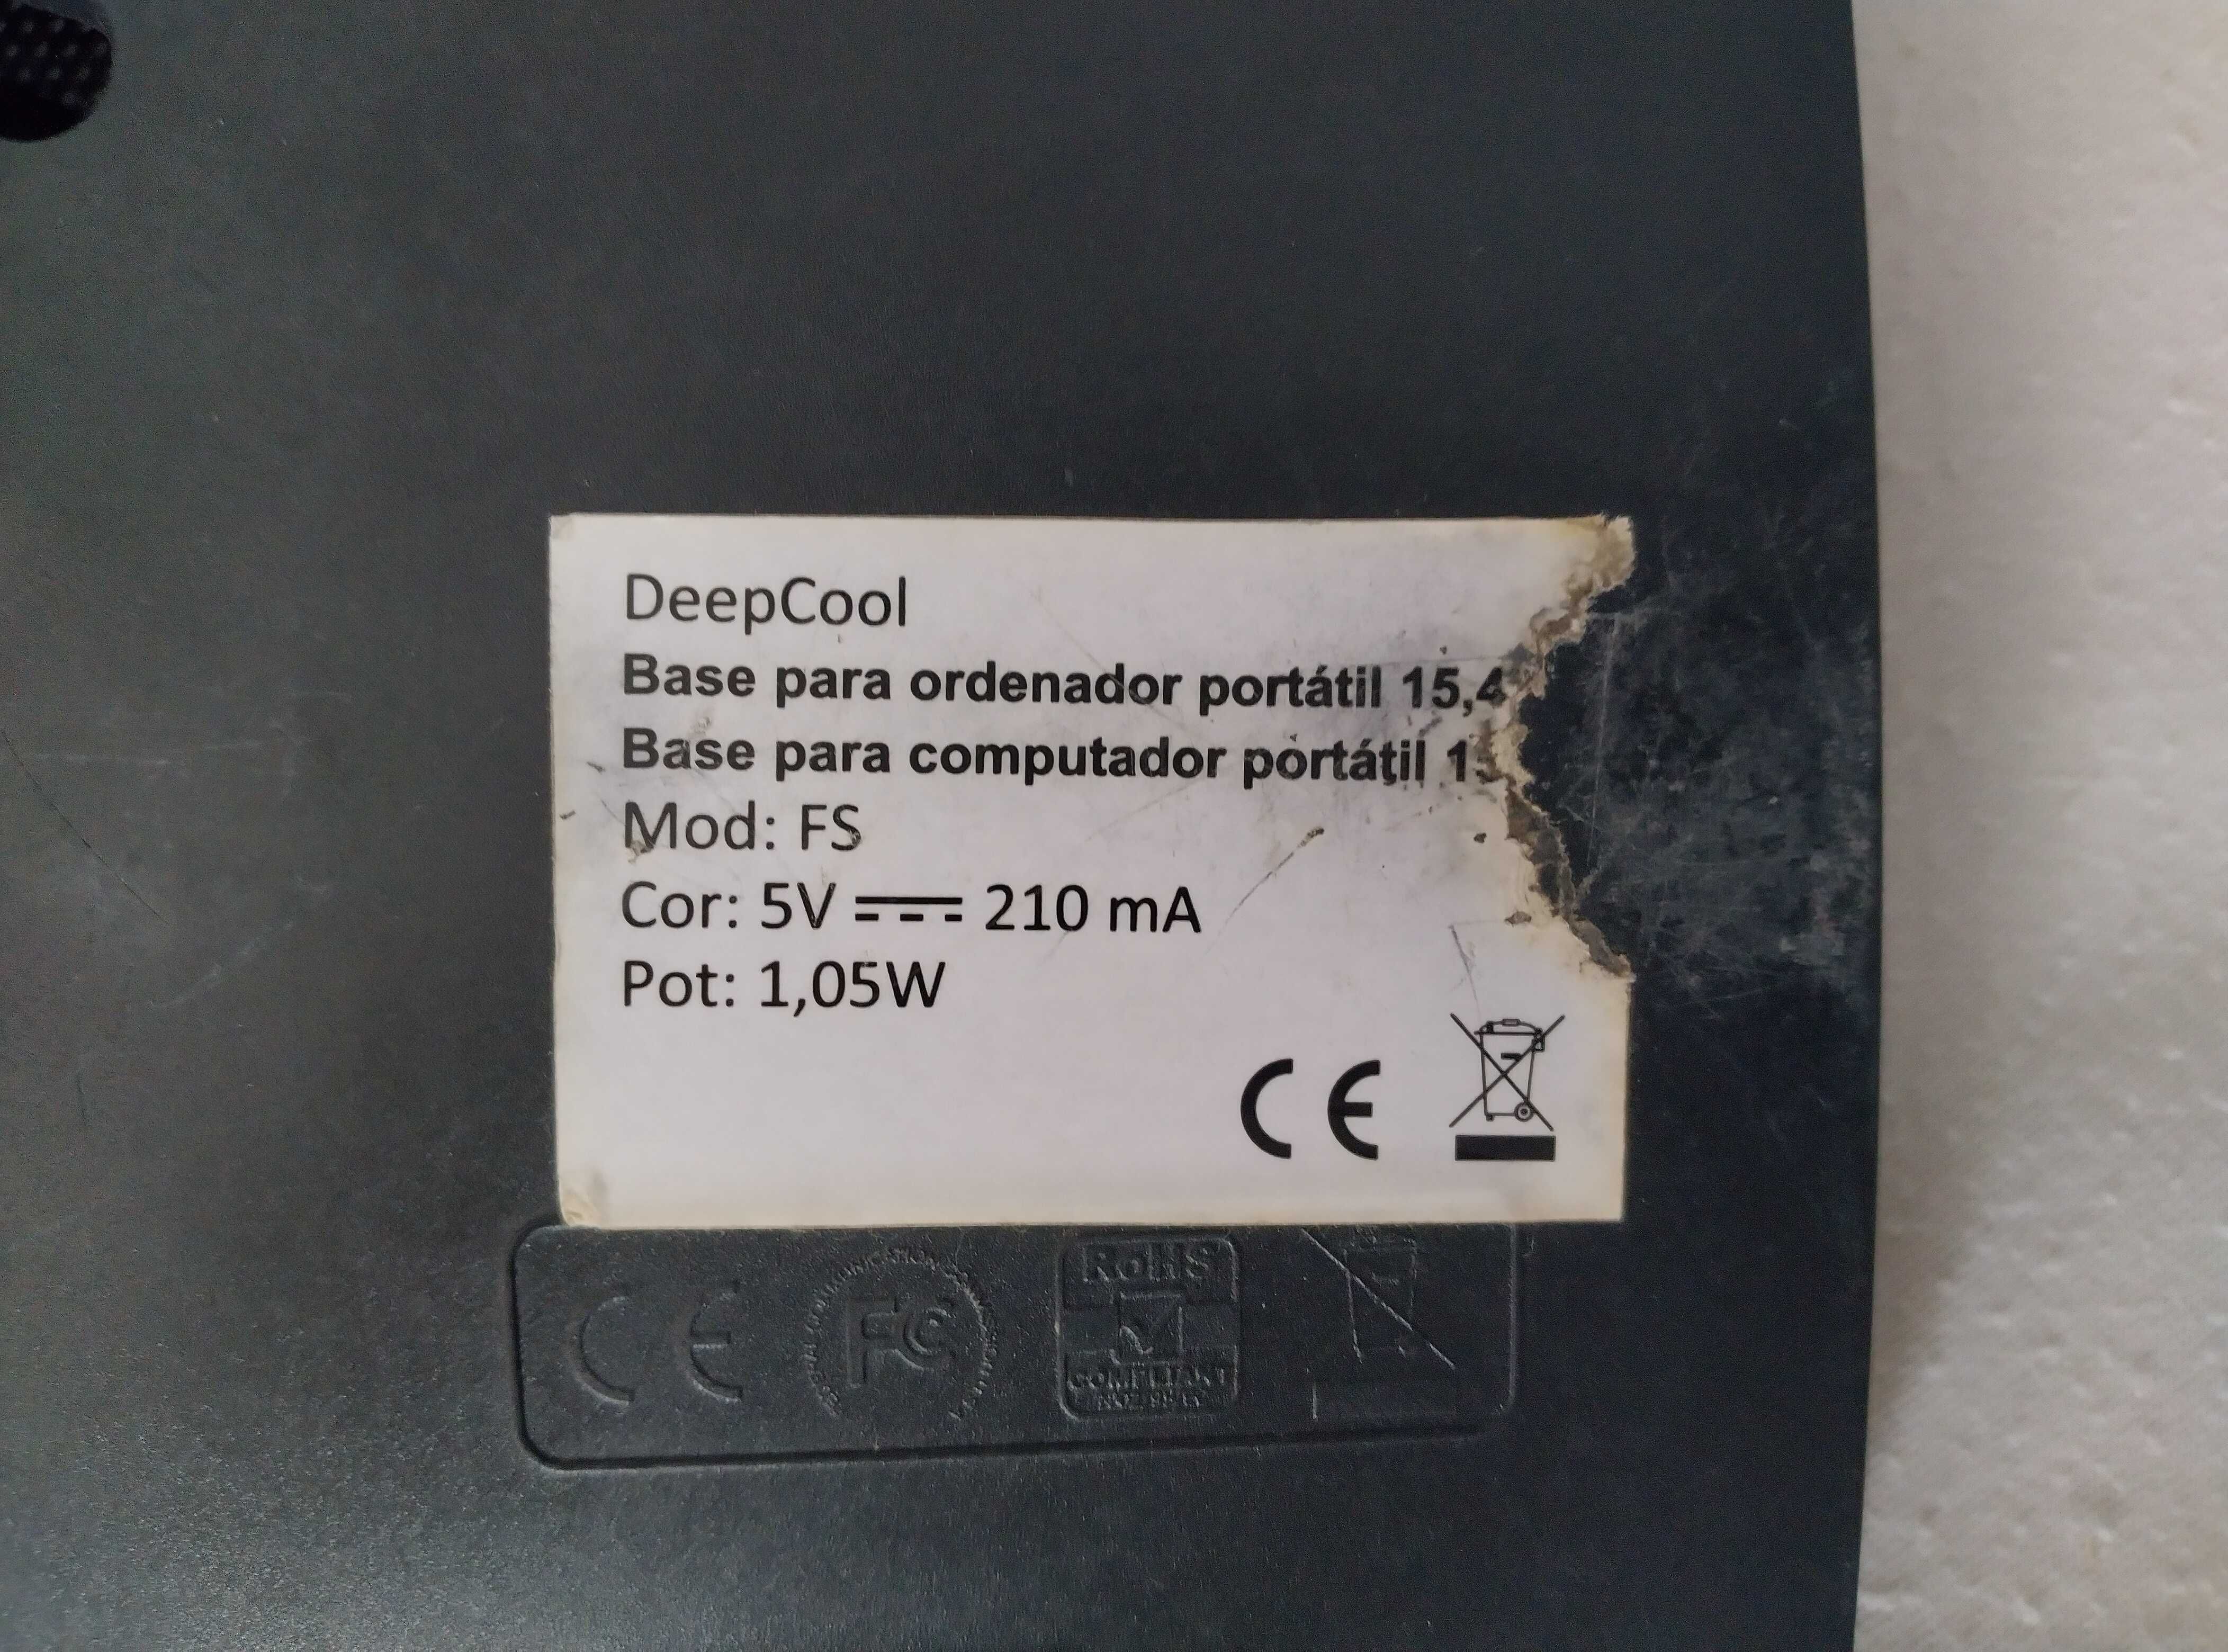 DeepCool
Base para ordenador portátil 15,4
Base para computador portátil
Mod: FS
Cor: 5V 210 mA
Pot: 1,05W
CE
CE FC RoHS
COMPLIANT